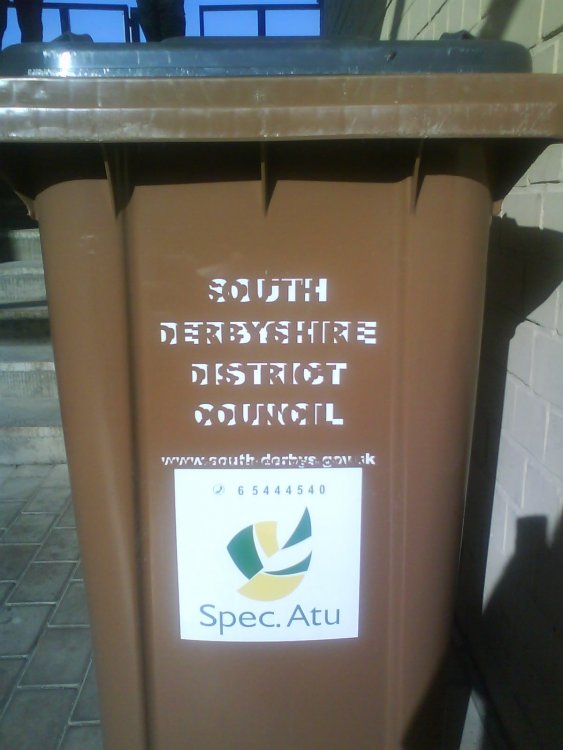 SOUTH
DERBYSHIRE
DISTRICT
COUNCIL
www.south-derbys.gov.uk
65444540
Spec. Atu